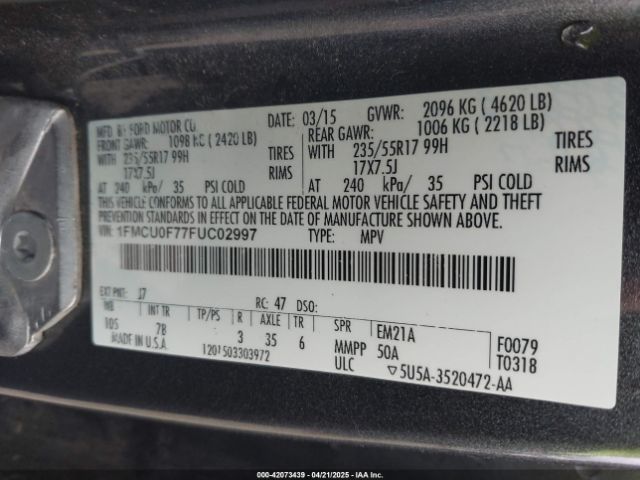 MFD. BY FORD MOTOR CO. DATE: 03/15 GVWR: 2096 KG ( 4620 LB)
FRONT GAWR: 1098 KG ( 2420 LB) REAR GAWR: 1006 KG ( 2218 LB)
WITH 235/55R17 99H TIRES WITH 235/55R17 99H TIRES
17X7.5J RIMS 17X7.5J RIMS
AT 240 kPa/ 35 PSI COLD AT 240 kPa/ 35 PSI COLD
THIS VEHICLE CONFORMS TO ALL APPLICABLE FEDERAL MOTOR VEHICLE SAFETY AND THEFT
PREVENTION STANDARDS IN EFFECT ON THE DATE OF MANUFACTURE SHOWN ABOVE.
VIN: 1FMCU0F77FUC02997 TYPE: MPV
EXT PNT: J7 RC: 47 DSO:
WB INT TR TP/PS R AXLE TR SPR EM21A F0079
105 7B 3 35 6 MMPP 50A T0318
MADE IN U.S.A. 1201503303972 ULC ▽5U5A-3520472-AA
000-42073439 04/21/2025 IAAI.COM